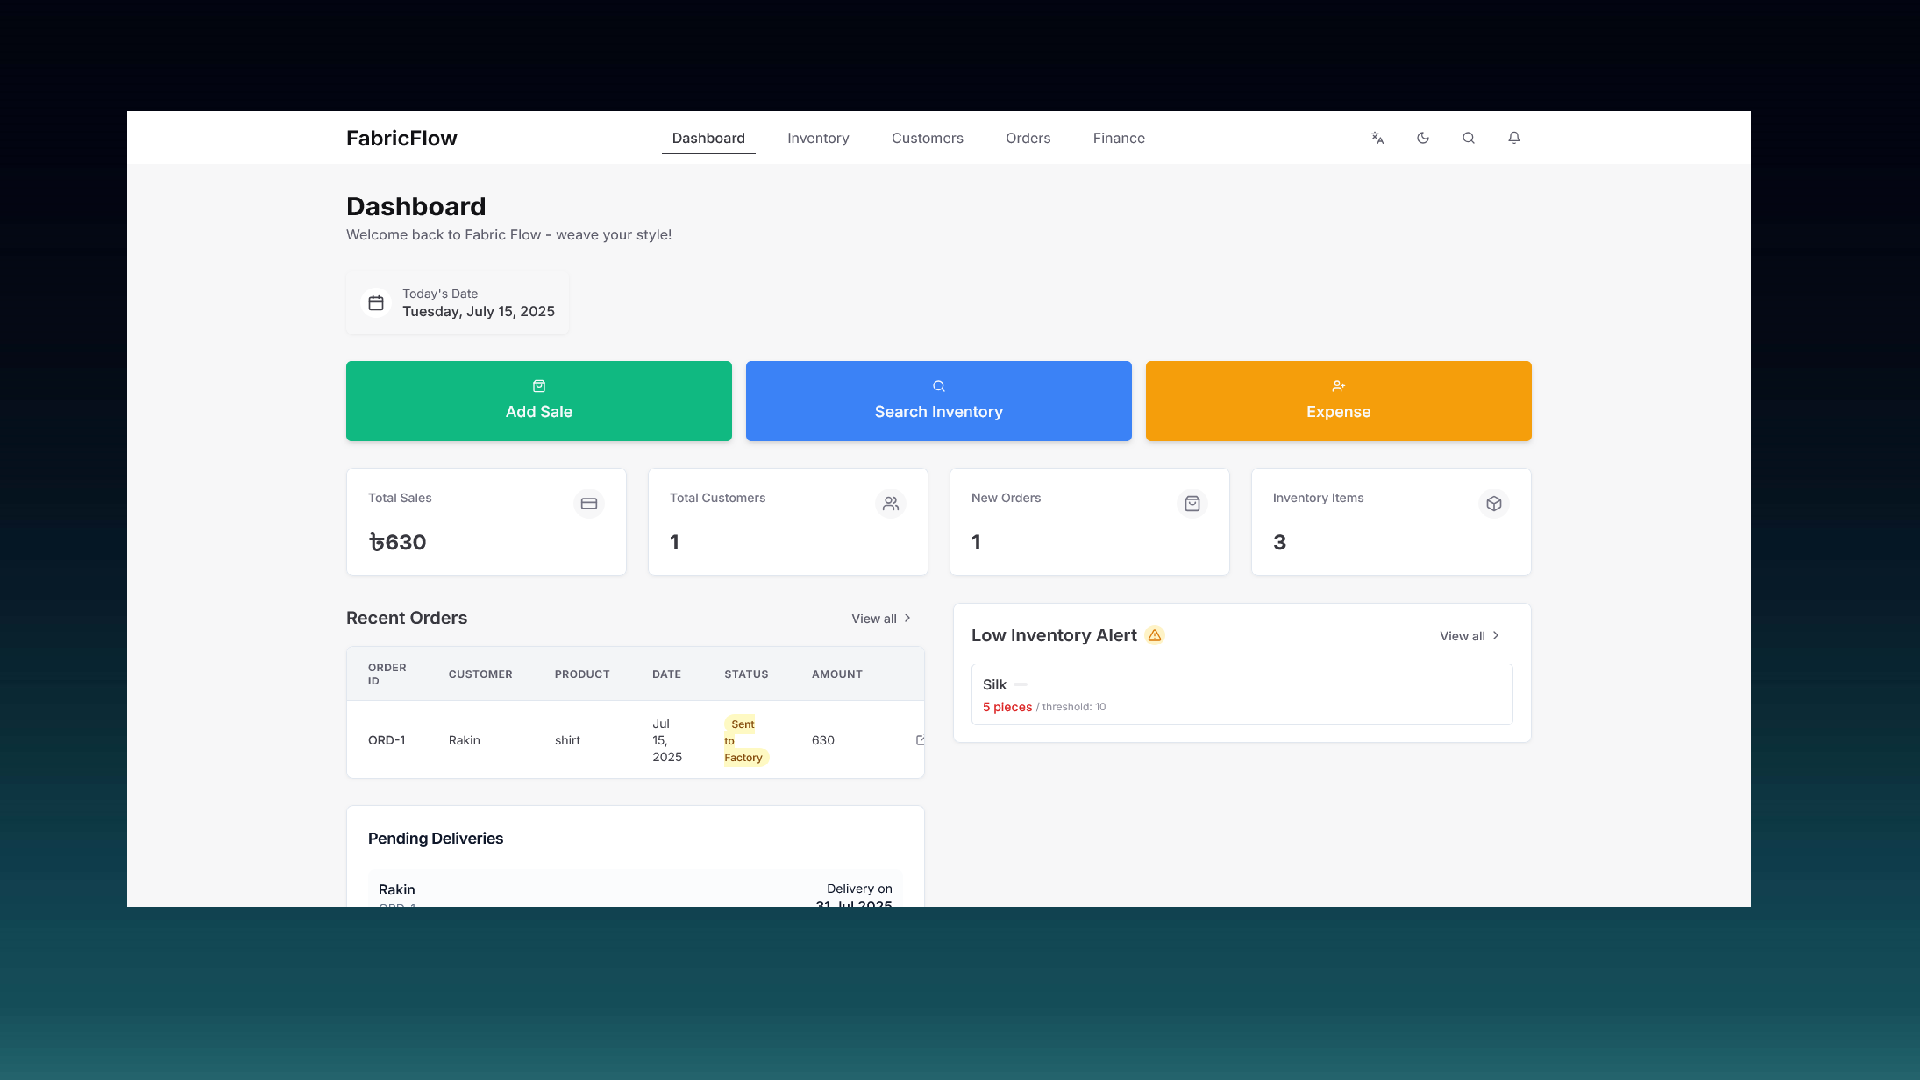 FabricFlow
Dashboard Inventory Customers Orders Finance
Dashboard
Welcome back to Fabric Flow - weave your style!
Today's Date
Tuesday, July 15, 2025
Add Sale
Search Inventory
Expense
Total Sales
৳630
Total Customers
1
New Orders
1
Inventory Items
3
Recent Orders
View all
ORDER ID CUSTOMER PRODUCT DATE STATUS AMOUNT
ORD-1 Rakin shirt Jul 15, 2025 Sent to Factory 630
Low Inventory Alert
View all
Silk
5 pieces / threshold: 10
Pending Deliveries
Rakin
ORD-1
Delivery on
31 Jul 2025